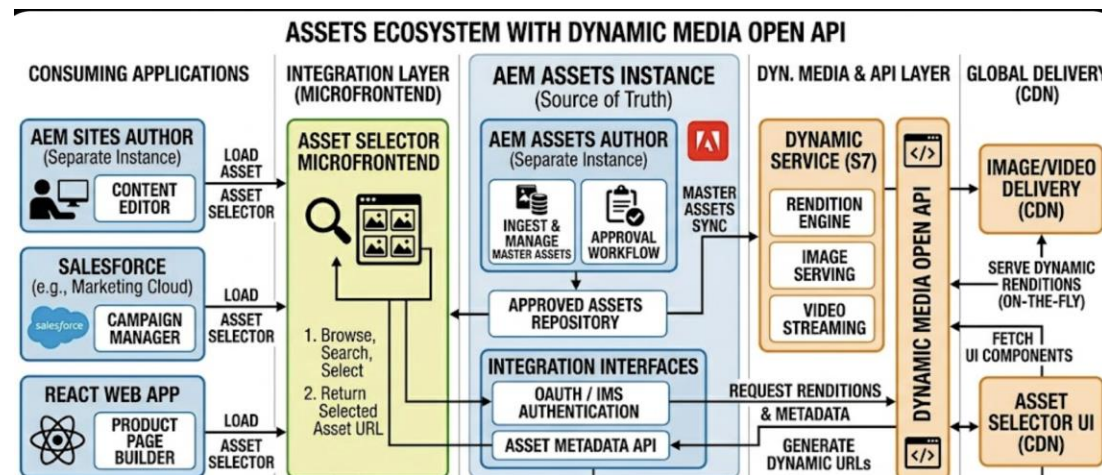 ASSETS ECOSYSTEM WITH DYNAMIC MEDIA OPEN API
CONSUMING APPLICATIONS
AEM SITES AUTHOR
(Separate Instance)
CONTENT
EDITOR
LOAD
ASSET
ASSET
SELECTOR
SALESFORCE
(e.g., Marketing Cloud)
salesforce
CAMPAIGN
MANAGER
LOAD
ASSET
SELECTOR
REACT WEB APP
PRODUCT
PAGE
BUILDER
LOAD
ASSET
SELECTOR
INTEGRATION LAYER
(MICROFRONTEND)
ASSET SELECTOR
MICROFRONTEND
1. Browse,
Search,
Select
2. Return
Selected
Asset URL
AEM ASSETS INSTANCE
(Source of Truth)
AEM ASSETS AUTHOR
(Separate Instance)
INGEST &
MANAGE
MASTER ASSETS
APPROVAL
WORKFLOW
APPROVED ASSETS
REPOSITORY
INTEGRATION INTERFACES
OAUTH / IMS
AUTHENTICATION
ASSET METADATA API
MASTER
ASSETS
SYNC
DYN. MEDIA & API LAYER
DYNAMIC
SERVICE (S7)
RENDITION
ENGINE
IMAGE
SERVING
VIDEO
STREAMING
REQUEST RENDITIONS
& METADATA
GENERATE
DYNAMIC URLs
</>
DYNAMIC MEDIA OPEN API
</>
GLOBAL DELIVERY
(CDN)
IMAGE/VIDEO
DELIVERY
(CDN)
SERVE DYNAMIC
RENDITIONS
(ON-THE-FLY)
FETCH
UI COMPONENTS
ASSET
SELECTOR UI
(CDN)